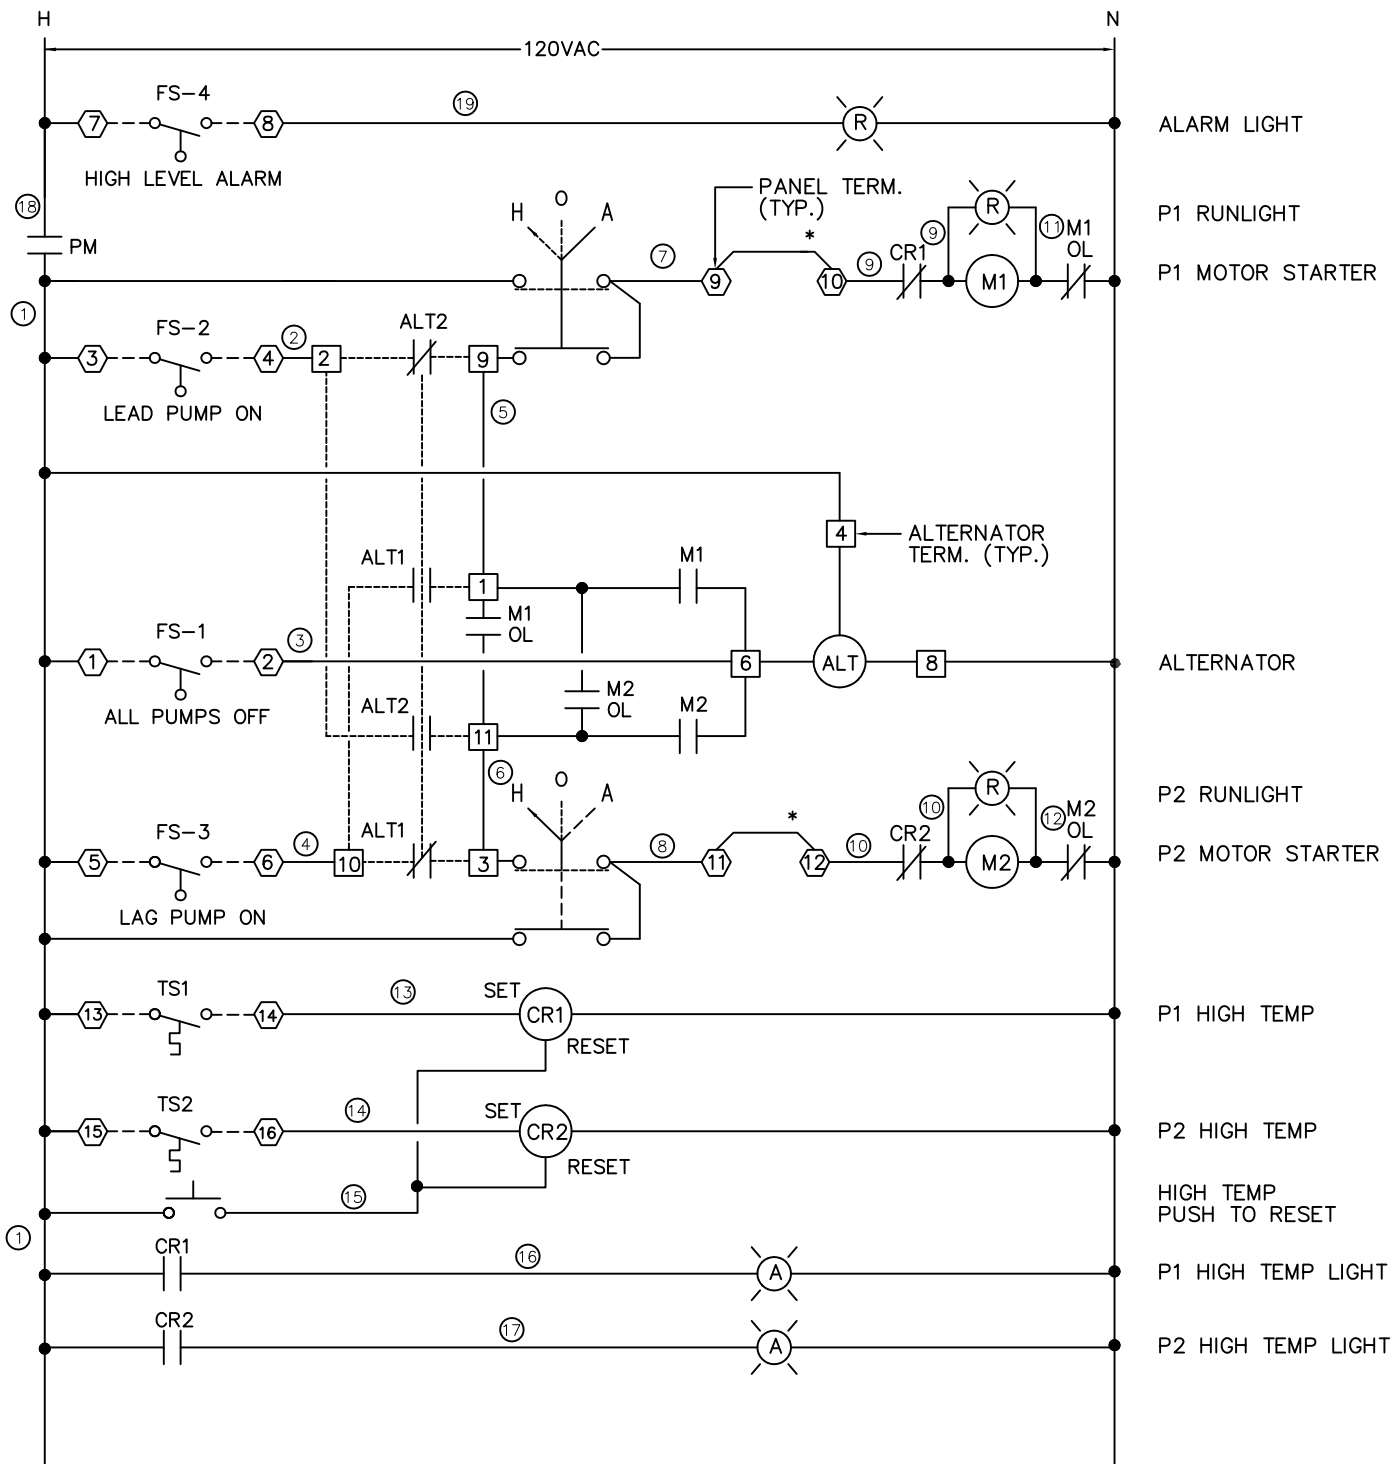 H
N
120VAC
FS-4
7
8
19
R
ALARM LIGHT
HIGH LEVEL ALARM
18
PM
H O A
PANEL TERM.
(TYP.)
*
R
P1 RUNLIGHT
7
9
10
9
CR1
9
M1
11
M1
OL
P1 MOTOR STARTER
1
FS-2
3
4
2
2
ALT2
9
LEAD PUMP ON
5
4
ALTERNATOR
TERM. (TYP.)
ALT1
1
M1
M1
OL
FS-1
1
2
3
6
ALT
8
ALTERNATOR
ALL PUMPS OFF
M2
OL
ALT2
11
M2
6
H O A
*
R
P2 RUNLIGHT
FS-3
5
6
4
10
ALT1
3
8
11
12
10
CR2
10
M2
12
M2
OL
P2 MOTOR STARTER
LAG PUMP ON
TS1
13
14
13
SET
CR1
RESET
P1 HIGH TEMP
TS2
15
16
14
SET
CR2
RESET
P2 HIGH TEMP
15
HIGH TEMP
PUSH TO RESET
1
CR1
16
A
P1 HIGH TEMP LIGHT
CR2
17
A
P2 HIGH TEMP LIGHT